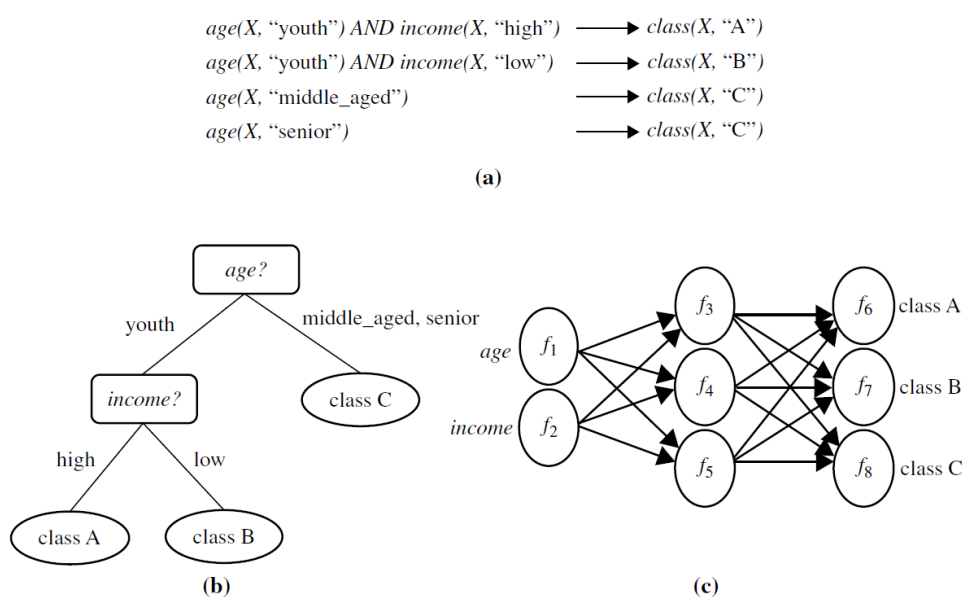 age(X, “youth”) AND income(X, “high”) class(X, “A”)
age(X, “youth”) AND income(X, “low”) class(X, “B”)
age(X, “middle_aged”) class(X, “C”)
age(X, “senior”) class(X, “C”)
(a)
age?
youth
middle_aged, senior
income?
class C
high
low
class A
class B
(b)
age
income
f1
f2
f3
f4
f5
f6
f7
f8
class A
class B
class C
(c)